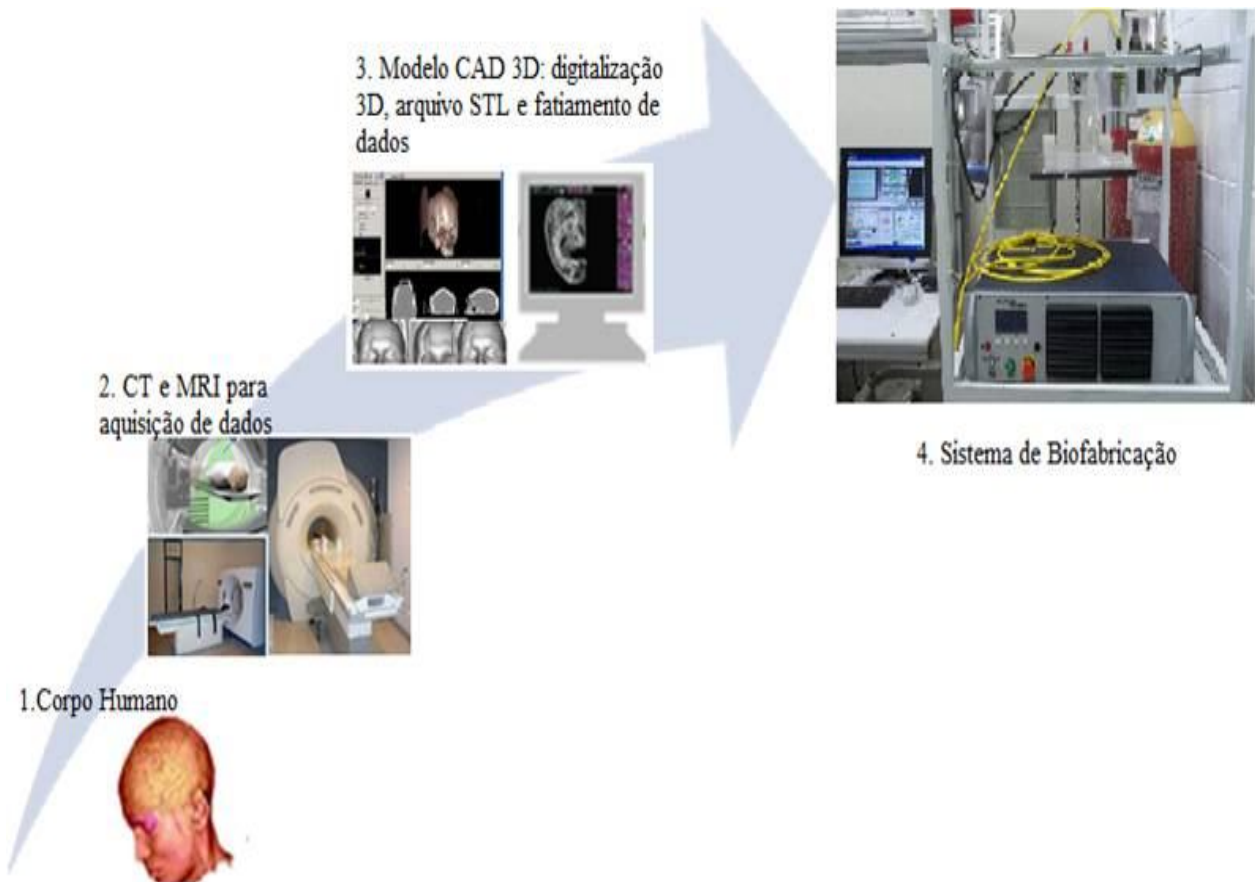 3. Modelo CAD 3D: digitalização
3D, arquivo STL e fatiamento de
dados
2. CT e MRI para
aquisição de dados
4. Sistema de Biofabricação
1.Corpo Humano